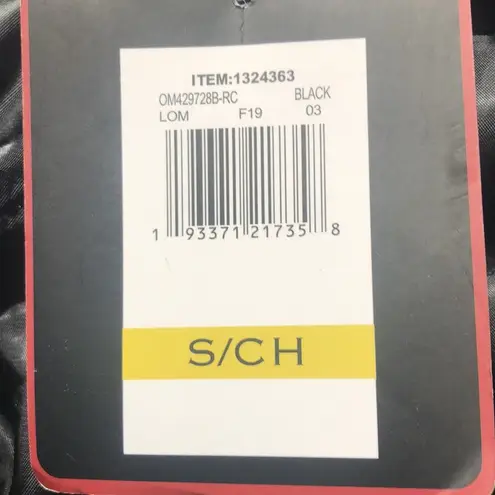 ITEM:1324363
OM429728B-RC BLACK
LOM F19 03
1 93371 21735 8
S/CH